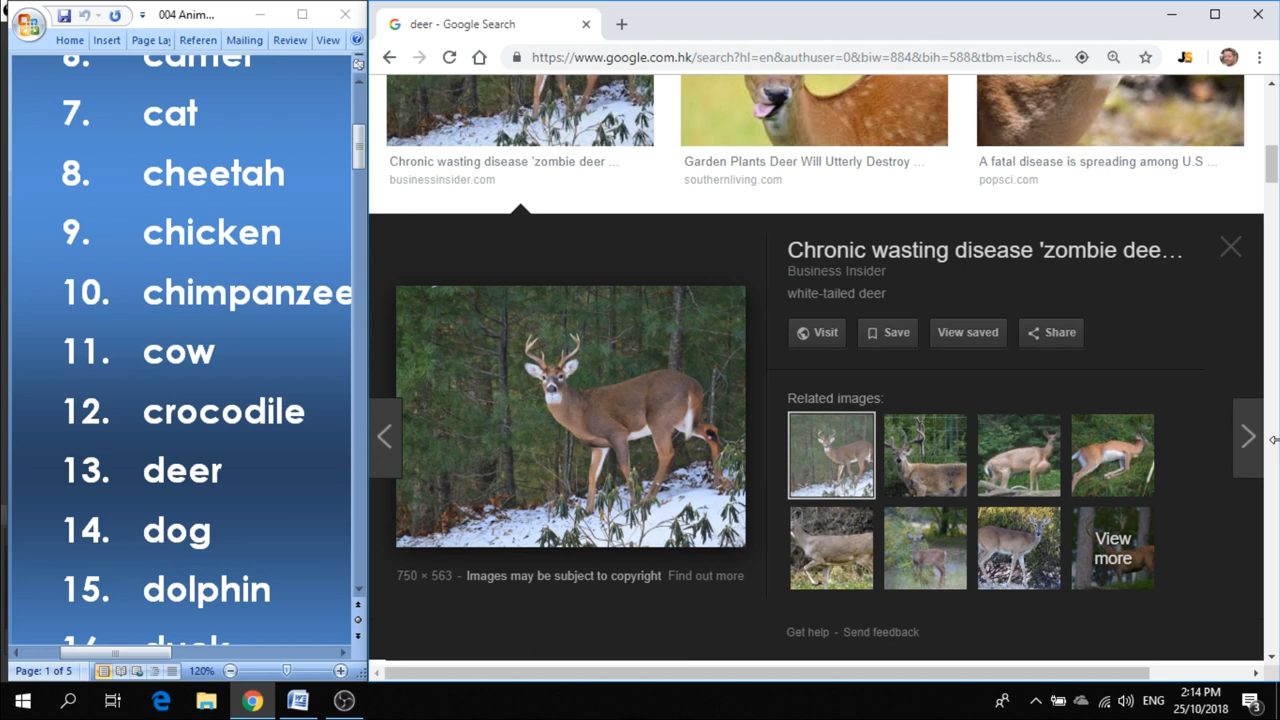 004 Anim...
Home Insert Page Lay Referen Mailing Review View
7. cat
8. cheetah
9. chicken
10. chimpanzee
11. cow
12. crocodile
13. deer
14. dog
15. dolphin
Page: 1 of 5
120%
deer - Google Search
https://www.google.com.hk/search?hl=en&authuser=0&biw=884&bih=588&tbm=isch&s...
JS
Chronic wasting disease 'zombie deer ...
businessinsider.com
Garden Plants Deer Will Utterly Destroy ...
southernliving.com
A fatal disease is spreading among U.S ...
popsci.com
Chronic wasting disease 'zombie dee...
Business Insider
white-tailed deer
Visit Save View saved Share
Related images:
View
more
750 × 563 - Images may be subject to copyright Find out more
Get help - Send feedback
ENG
2:14 PM
25/10/2018
3